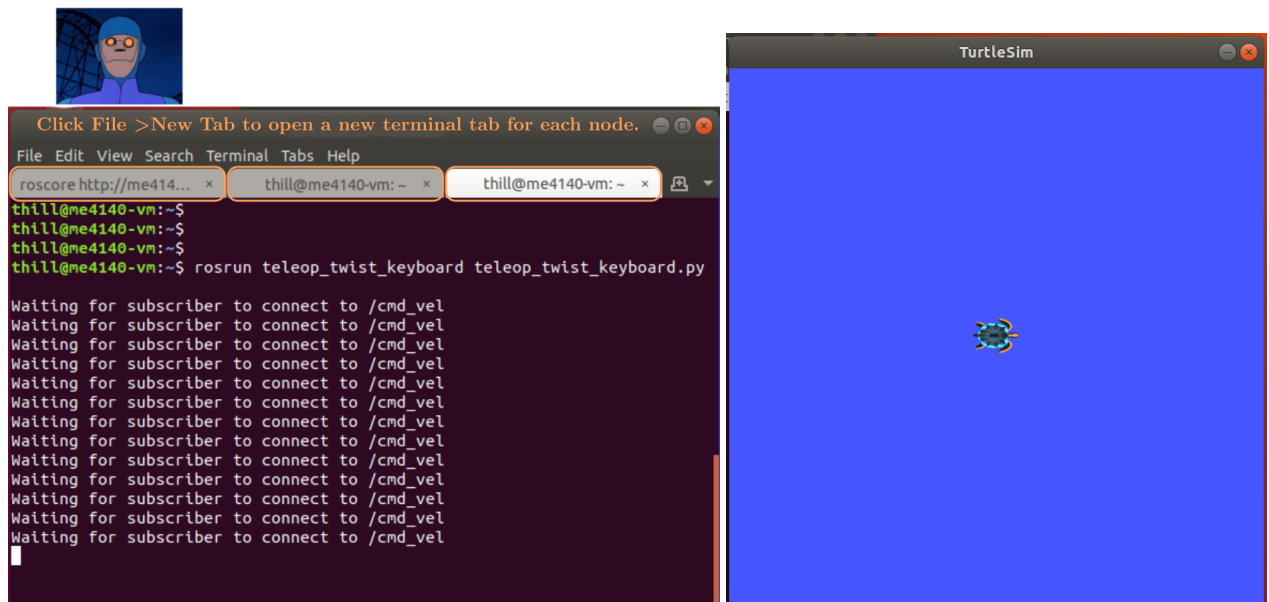 Click File >New Tab to open a new terminal tab for each node.
File Edit View Search Terminal Tabs Help
roscore http://me414... × thill@me4140-vm: ~ × thill@me4140-vm: ~ ×
thill@me4140-vm:~$
thill@me4140-vm:~$
thill@me4140-vm:~$
thill@me4140-vm:~$ rosrun teleop_twist_keyboard teleop_twist_keyboard.py
Waiting for subscriber to connect to /cmd_vel
Waiting for subscriber to connect to /cmd_vel
Waiting for subscriber to connect to /cmd_vel
Waiting for subscriber to connect to /cmd_vel
Waiting for subscriber to connect to /cmd_vel
Waiting for subscriber to connect to /cmd_vel
Waiting for subscriber to connect to /cmd_vel
Waiting for subscriber to connect to /cmd_vel
Waiting for subscriber to connect to /cmd_vel
Waiting for subscriber to connect to /cmd_vel
Waiting for subscriber to connect to /cmd_vel
Waiting for subscriber to connect to /cmd_vel
Waiting for subscriber to connect to /cmd_vel
TurtleSim